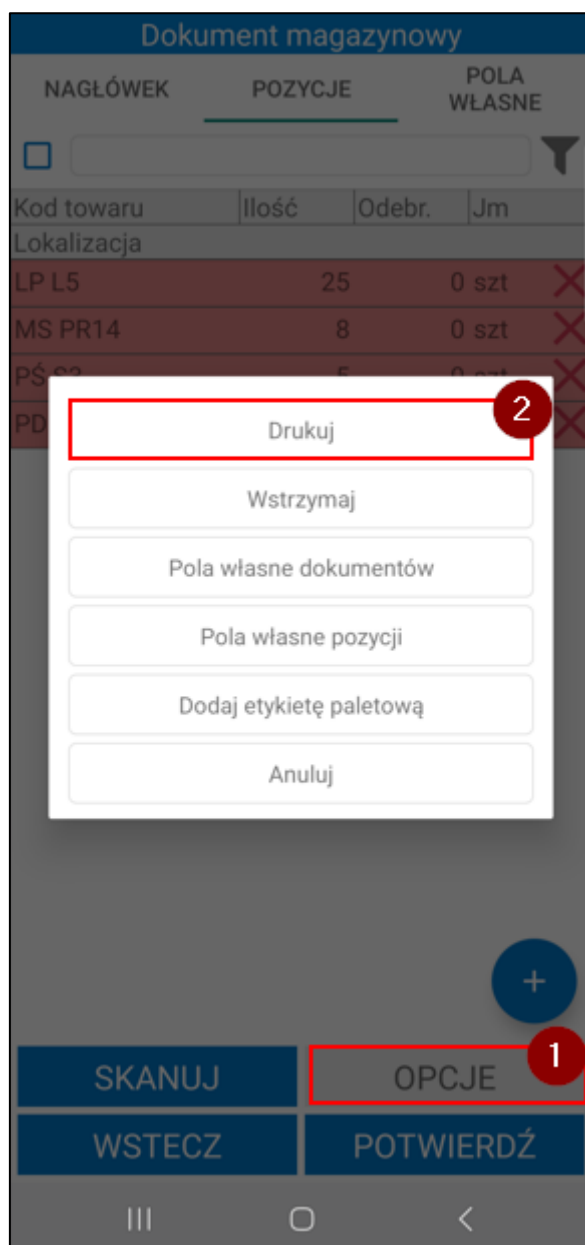 Dokument magazynowy
NAGŁÓWEK POZYCJE POLA WŁASNE
Kod towaru Ilość Odebr. Jm
Lokalizacja
LP L5 25 0 szt
MS PR14 8 0 szt
PŚ
PD
2
Drukuj
Wstrzymaj
Pola własne dokumentów
Pola własne pozycji
Dodaj etykietę paletową
Anuluj
+
1
SKANUJ OPCJE
WSTECZ POTWIERDŹ